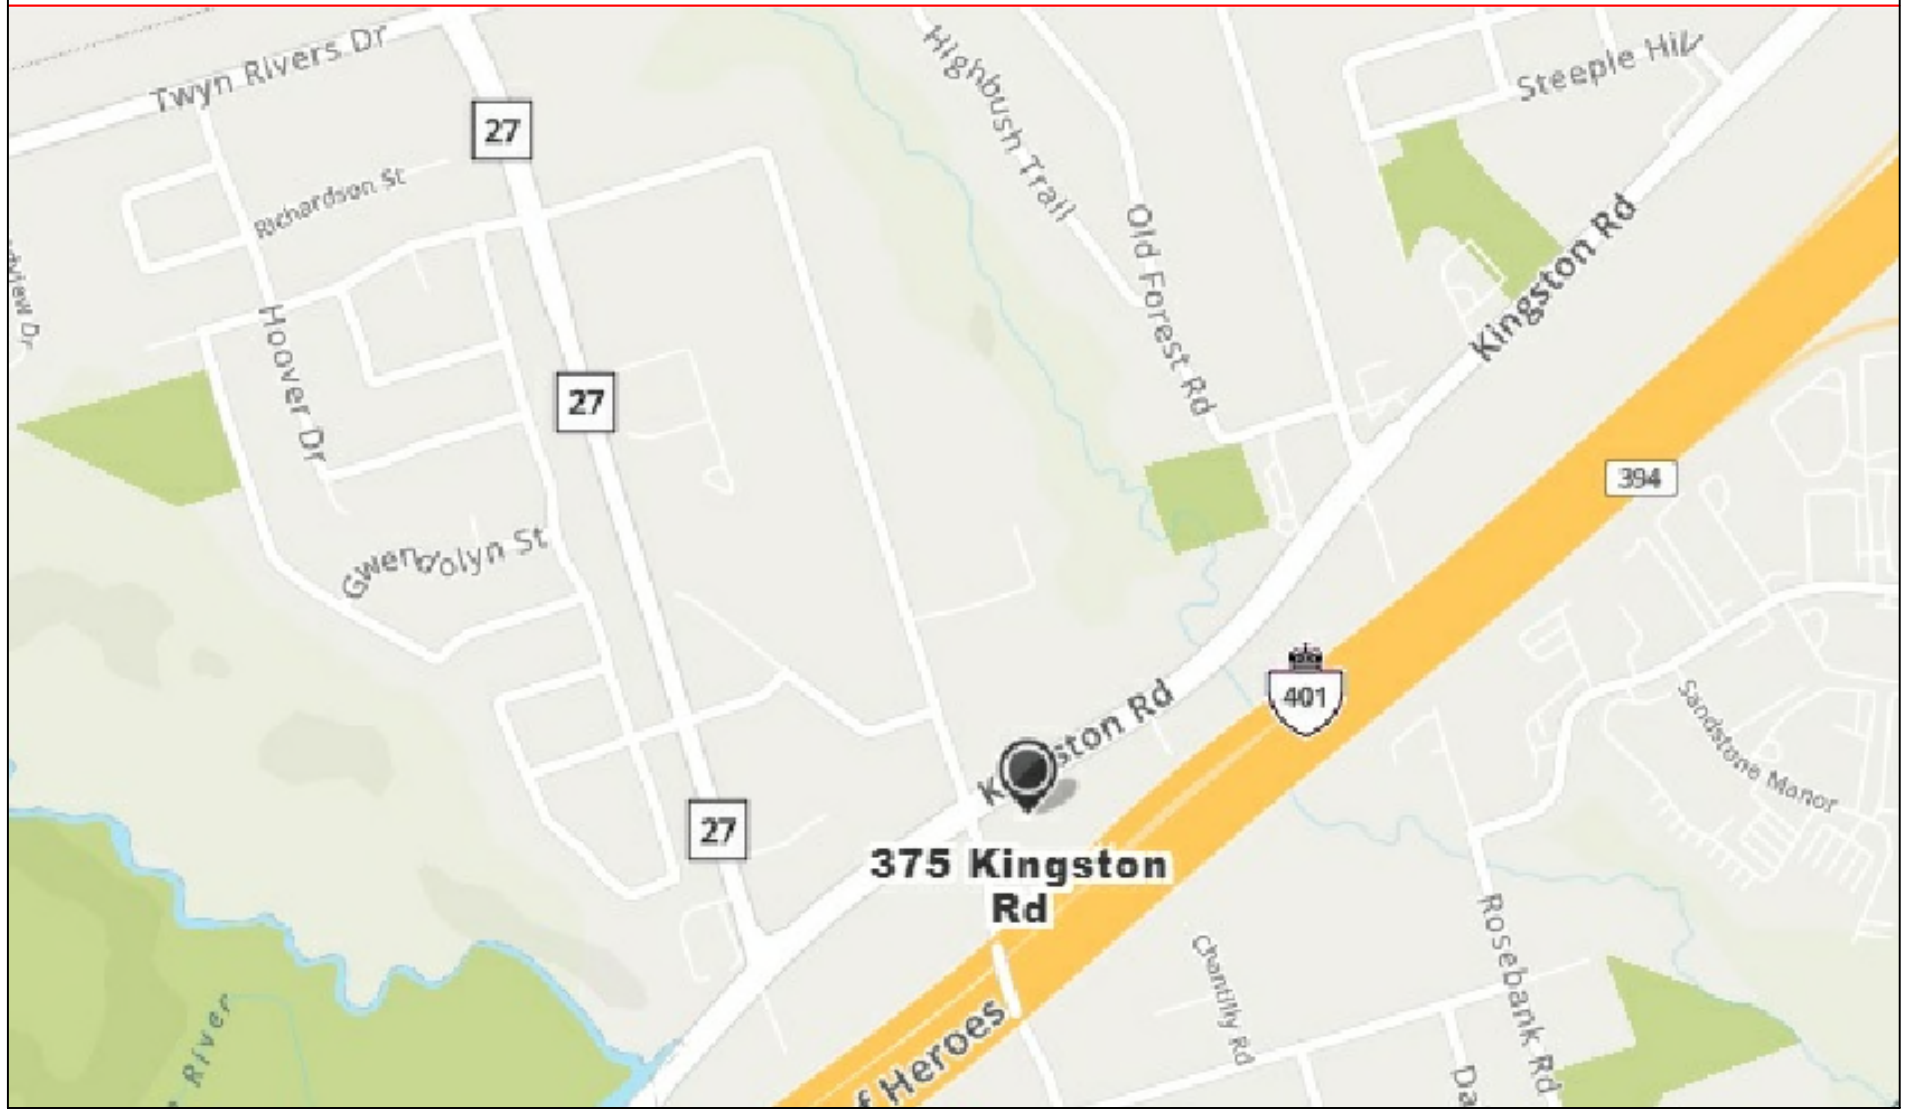 Twyn Rivers Dr
27
Highbush Trail
Steeple Hill
Richardson St
Old Forest Rd
Kingston Rd
Hoover Dr
27
394
Gwendolyn St
401
Kingston Rd
Sandstone Manor
27
375 Kingston
Rd
Rosebank Rd
Chantilly Rd
River
f Heroes
Da